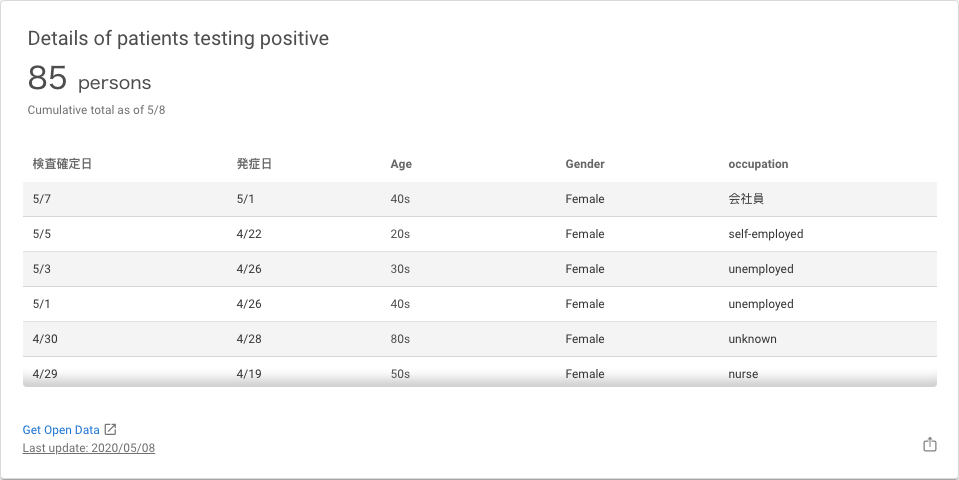 Details of patients testing positive
85 persons
Cumulative total as of 5/8
検査確定日 発症日 Age Gender occupation
5/7 5/1 40s Female 会社員
5/5 4/22 20s Female self-employed
5/3 4/26 30s Female unemployed
5/1 4/26 40s Female unemployed
4/30 4/28 80s Female unknown
4/29 4/19 50s Female nurse
Get Open Data
Last update: 2020/05/08